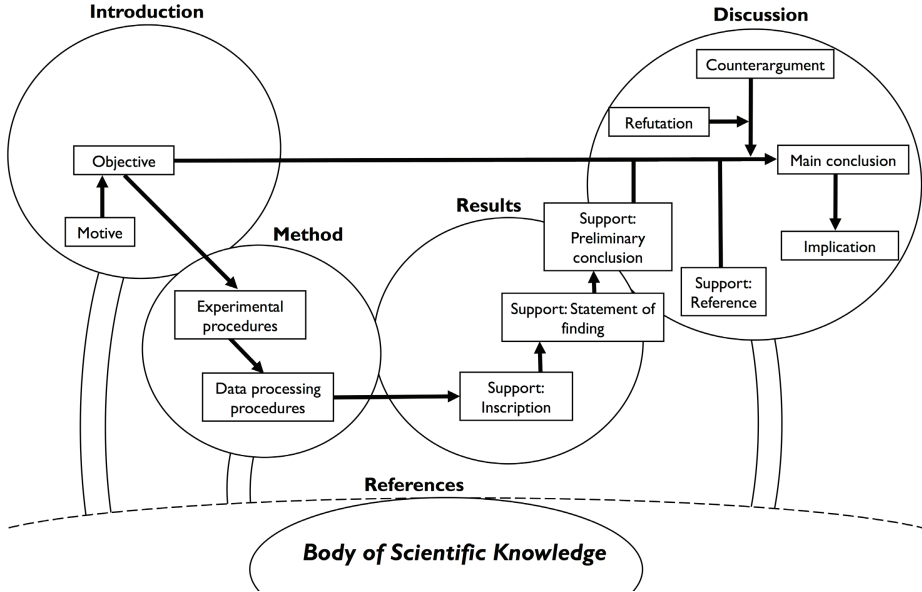 Introduction
Objective
Motive
Method
Experimental
procedures
Data processing
procedures
Results
Support:
Inscription
Support: Statement of
finding
Support:
Preliminary
conclusion
Discussion
Counterargument
Refutation
Main conclusion
Implication
Support:
Reference
References
Body of Scientific Knowledge